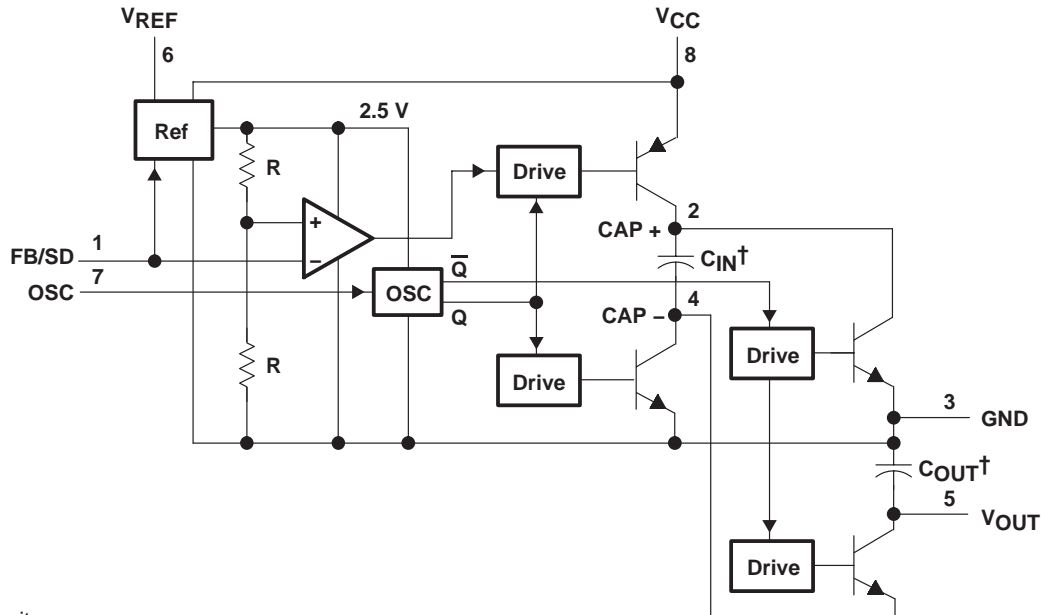 VREF
6
VCC
8
2.5 V
Ref
R
Drive
2
CAP +
CIN†
+
−
1
FB/SD
7
OSC
OSC
Q̅
Q
4
CAP −
R
Drive
Drive
3
GND
COUT†
5
VOUT
Drive